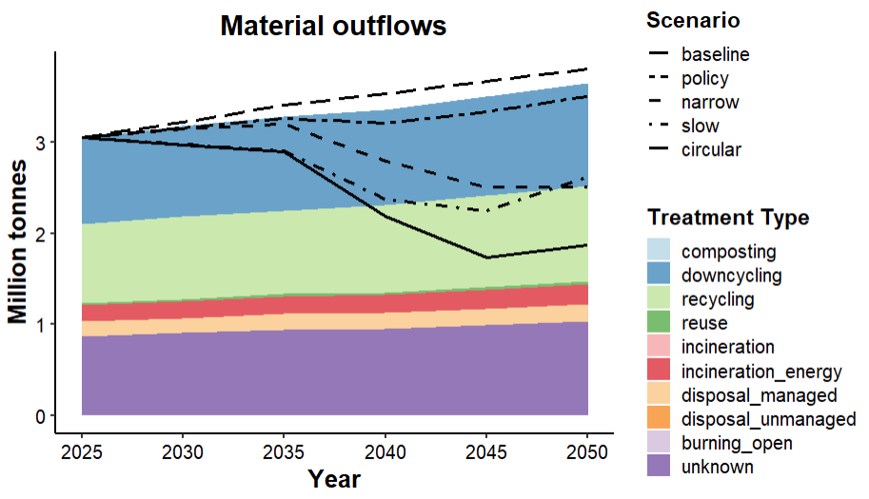 Material outflows
Million tonnes
3
2
1
0
2025 2030 2035 2040 2045 2050
Year
Scenario
baseline
policy
narrow
slow
circular
Treatment Type
composting
downcycling
recycling
reuse
incineration
incineration_energy
disposal_managed
disposal_unmanaged
burning_open
unknown